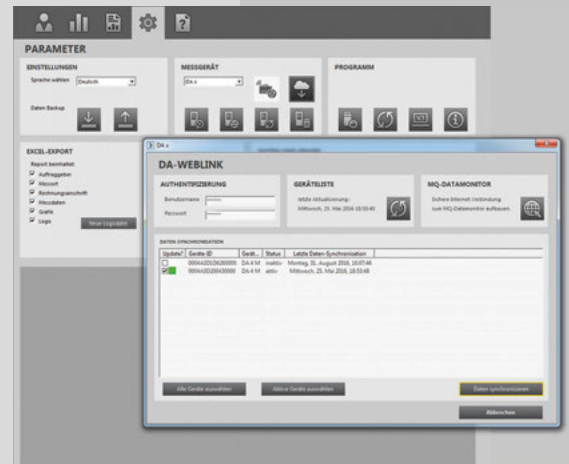 PARAMETER
EINSTELLUNGEN
Sprache wählen Deutsch
Daten Backup
MESSGERÄT
DA x
PROGRAMM
EXCEL-EXPORT
Report beinhaltet:
Auftraggeber
Messort
Rechnungsanschrift
Messdaten
Grafik
Logo
Neue Logodatei
DA x
DA-WEBLINK
AUTHENTIFIZIERUNG
Benutzername
Passwort
GERÄTELISTE
letzte Aktualisierung :
Mittwoch, 25. Mai 2016 18:53:40
MQ-DATAMONITOR
Sichere Internet Verbindung
zum MQ-Datamonitor aufbauen.
DATEN SYNCHRONISATION
Update? Geräte-ID Gerät... Status Letzte Daten-Synchronisation
DA 4 M inaktiv Montag, 31. August 2016, 16:07:46
DA 4 M aktiv Mittwoch, 25. Mai 2016, 18:53:48
Alle Geräte auswählen
Aktive Geräte auswählen
Daten synchronisieren
Abbrechen